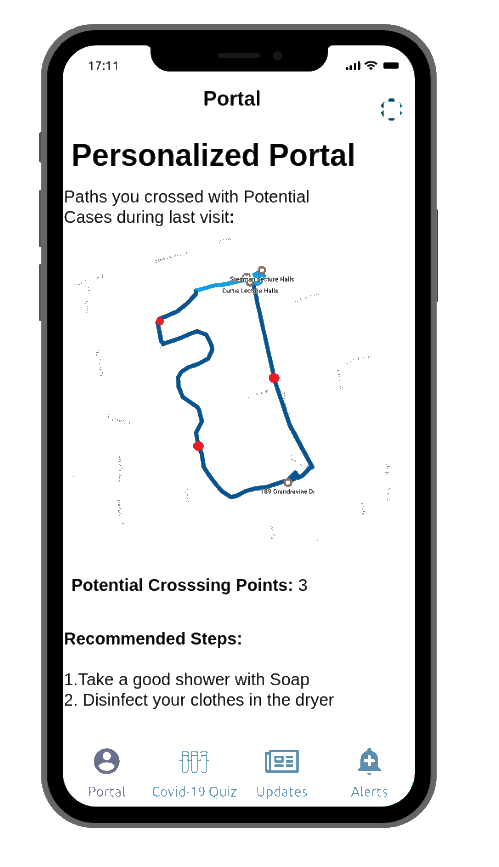 17:11
Portal
Personalized Portal
Paths you crossed with Potential
Cases during last visit:
Stedman Lecture Halls
Curtis Lecture Halls
189 Grandravine Dr
Potential Crosssing Points: 3
Recommended Steps:
1.Take a good shower with Soap
2. Disinfect your clothes in the dryer
Portal Covid-19 Quiz Updates Alerts